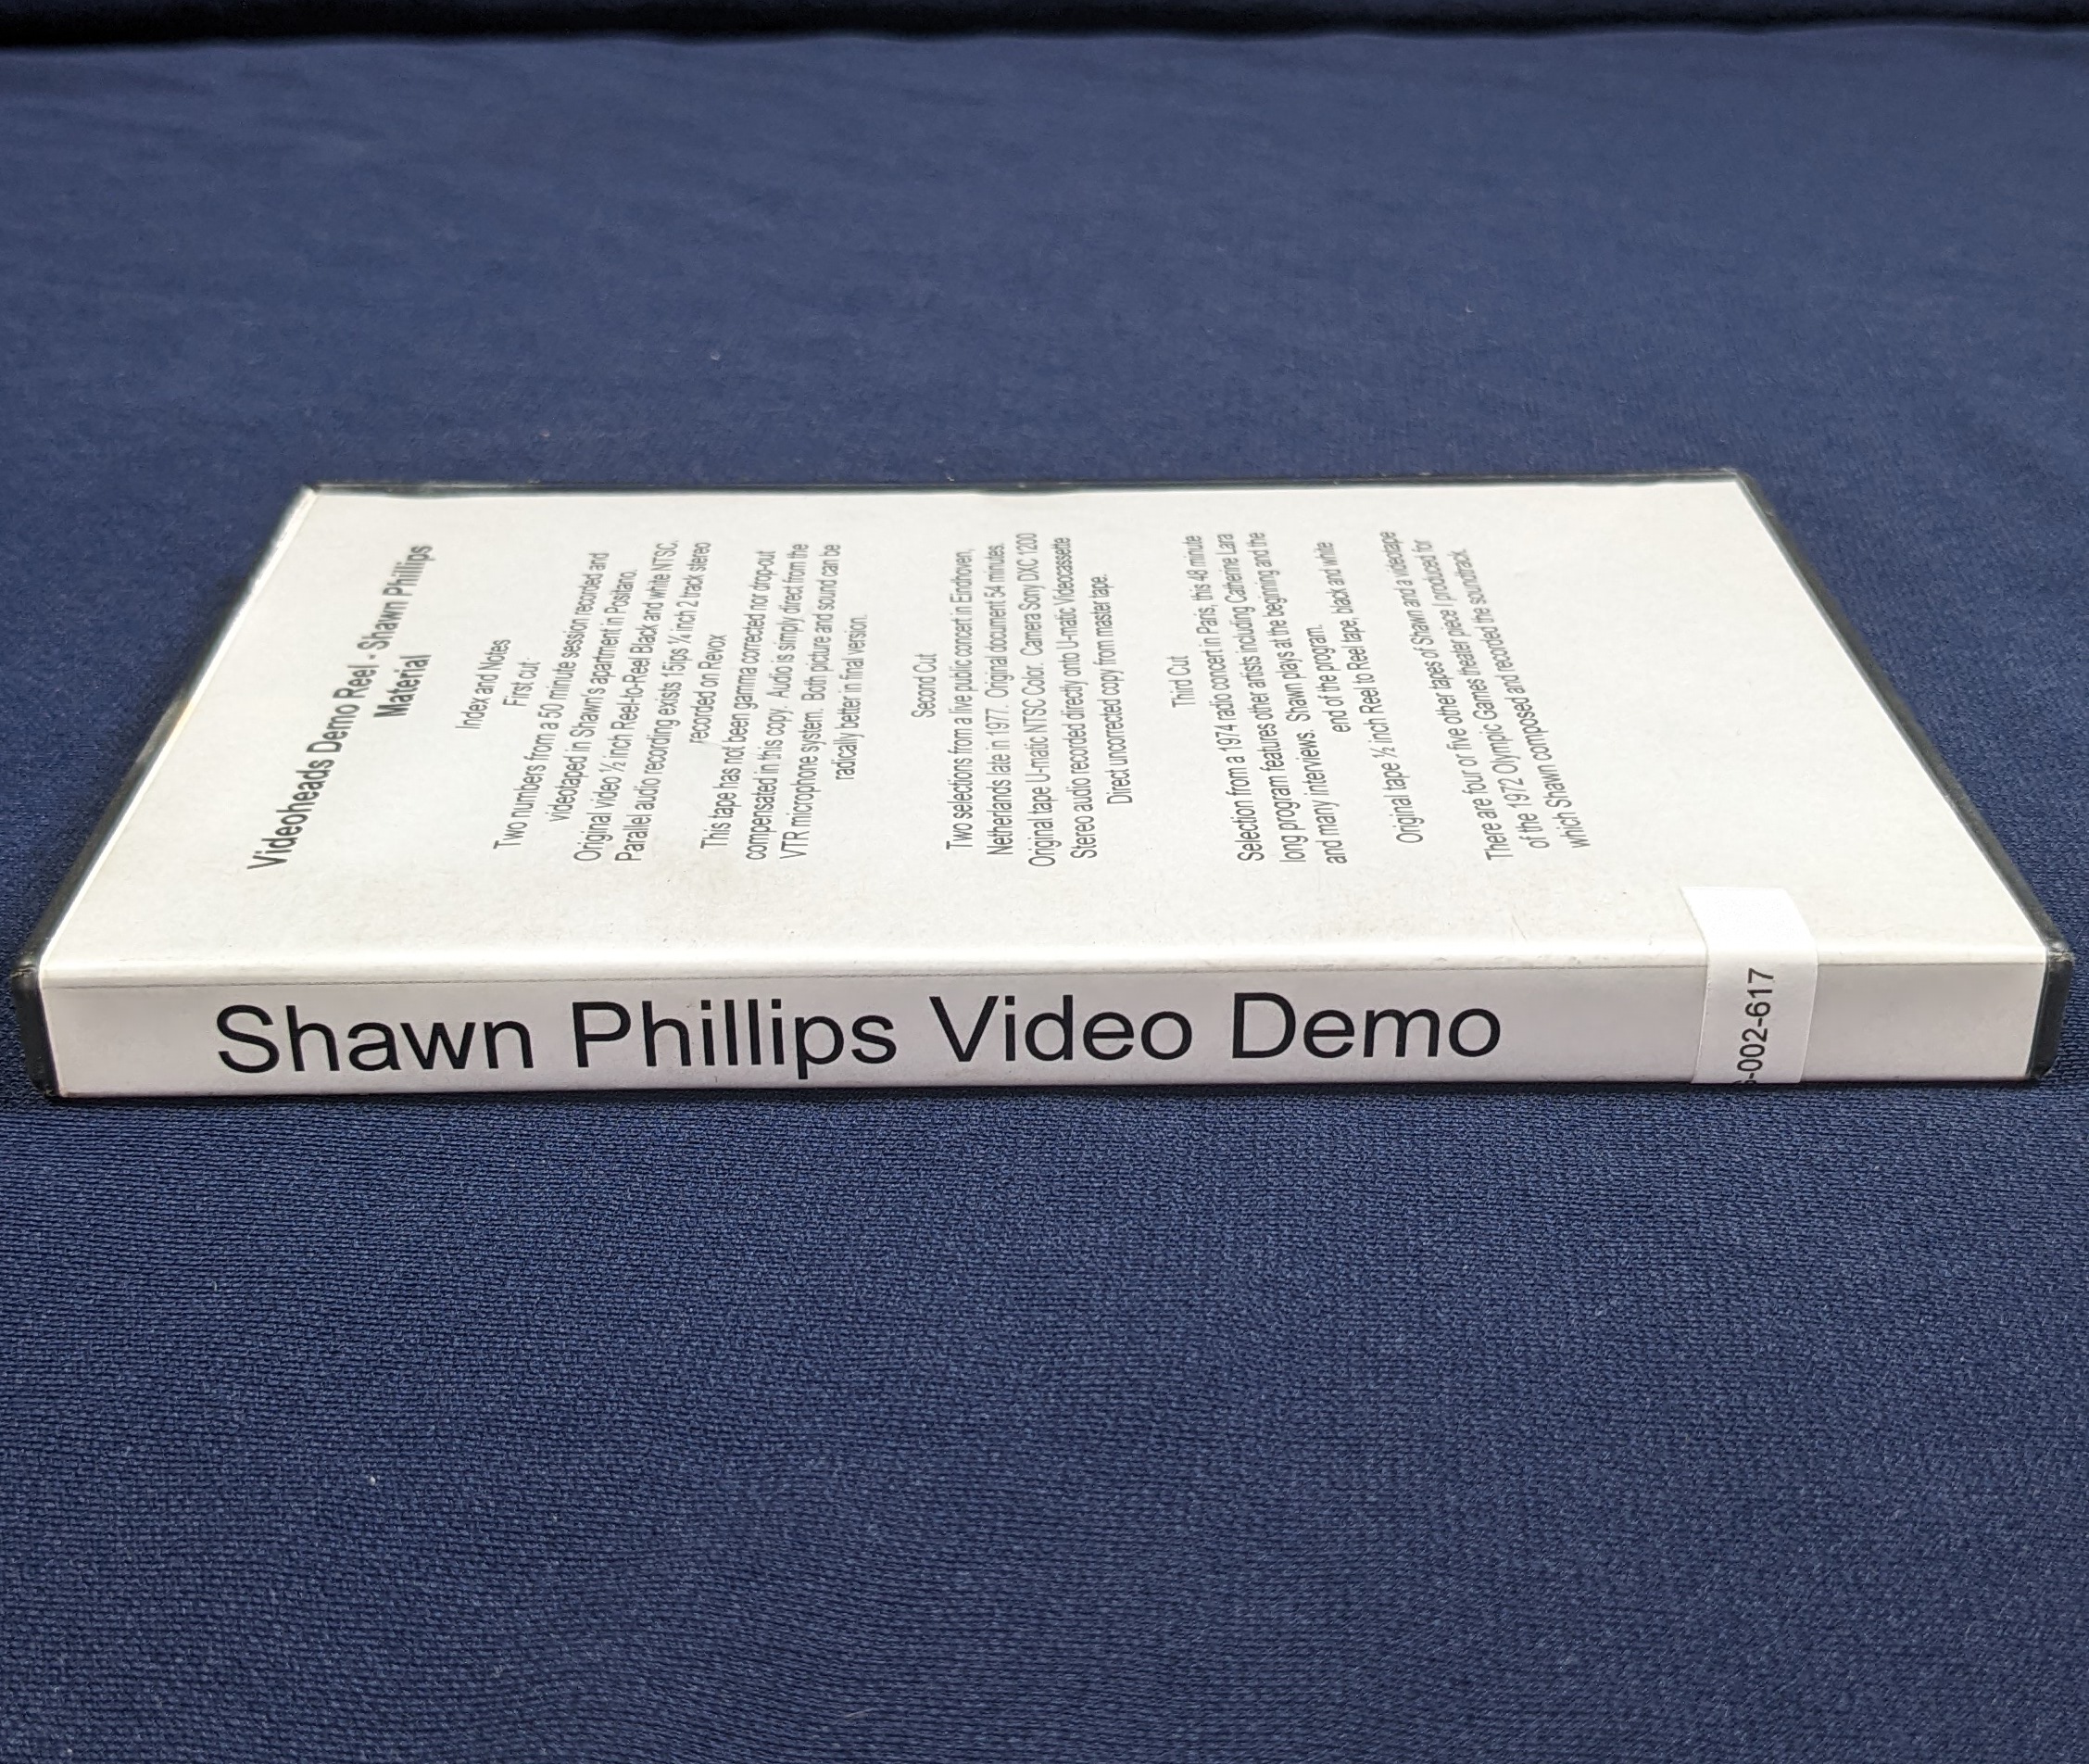 Videoheads Demo Reel - Shawn Phillips
Material
Index and Notes
First cut:
Two numbers from a 50 minute session recorded and
videotaped in Shawn's apartment in Positano.
Original video ½ inch Reel-to-Reel Black and white NTSC.
Parallel audio recording exists 15ips ¼ inch 2 track stereo
recorded on Revox
This tape has not been gamma corrected nor drop-out
compensated in this copy. Audio is simply direct from the
VTR microphone system. Both picture and sound can be
radically better in final version.
Second Cut
Two selections from a live public concert in Eindhoven,
Netherlands late in 1977. Original document 54 minutes.
Original tape U-matic NTSC Color. Camera Sony DXC 1200
Stereo audio recorded directly onto U-matic Videocassette
Direct uncorrected copy from master tape.
Third Cut
Selection from a 1974 radio concert in Paris, this 48 minute
long program features other artists including Catherine Lara
and many interviews. Shawn plays at the beginning and the
end of the program.
Original tape ½ inch Reel to Reel tape, black and white
There are four or five other tapes of Shawn and a videotape
of the 1972 Olympic Games theater piece I produced for
which Shawn composed and recorded the soundtrack.
Shawn Phillips Video Demo
-002-617